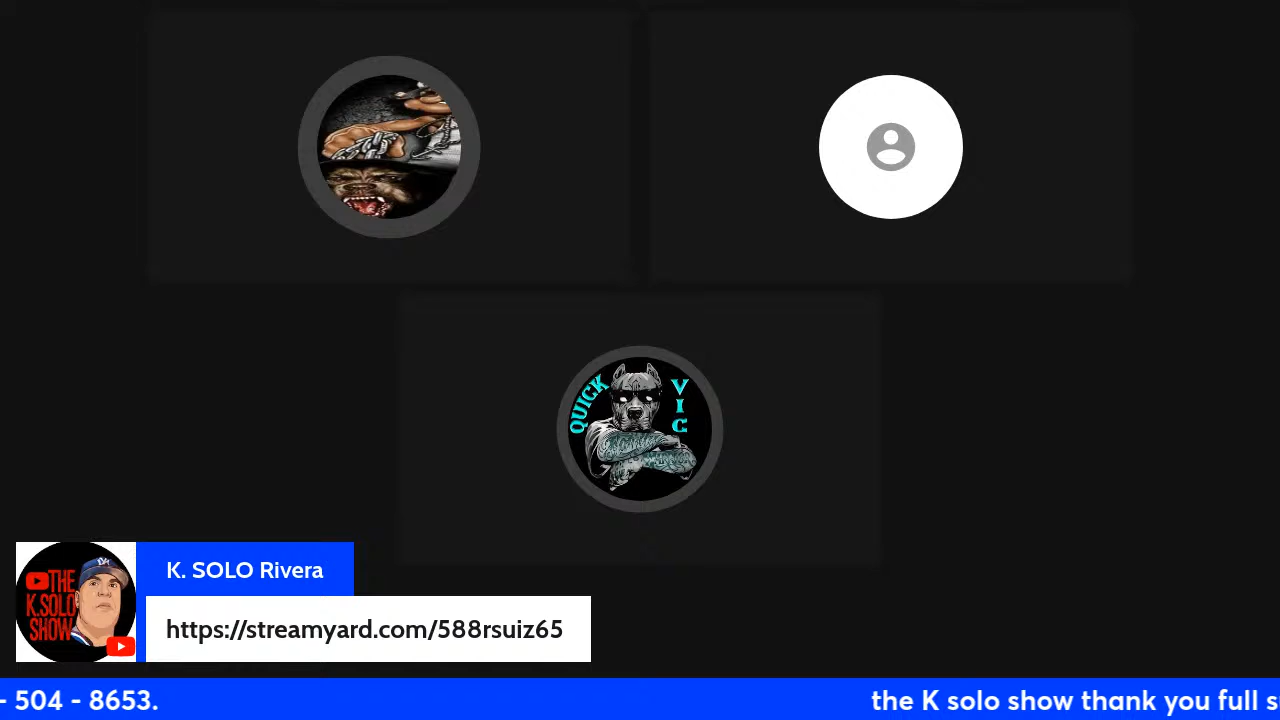 QUICK
VIC
THE
K.SOLO
SHOW
K. SOLO Rivera
https://streamyard.com/588rsuiz65
- 504 - 8653.
the K solo show thank you full s